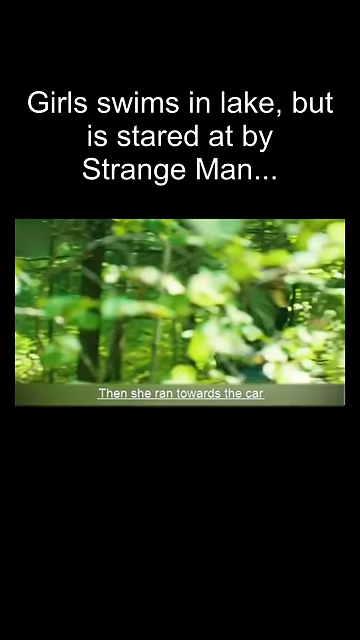 Girls swims in lake, but
is stared at by
Strange Man...
Then she ran towards the car